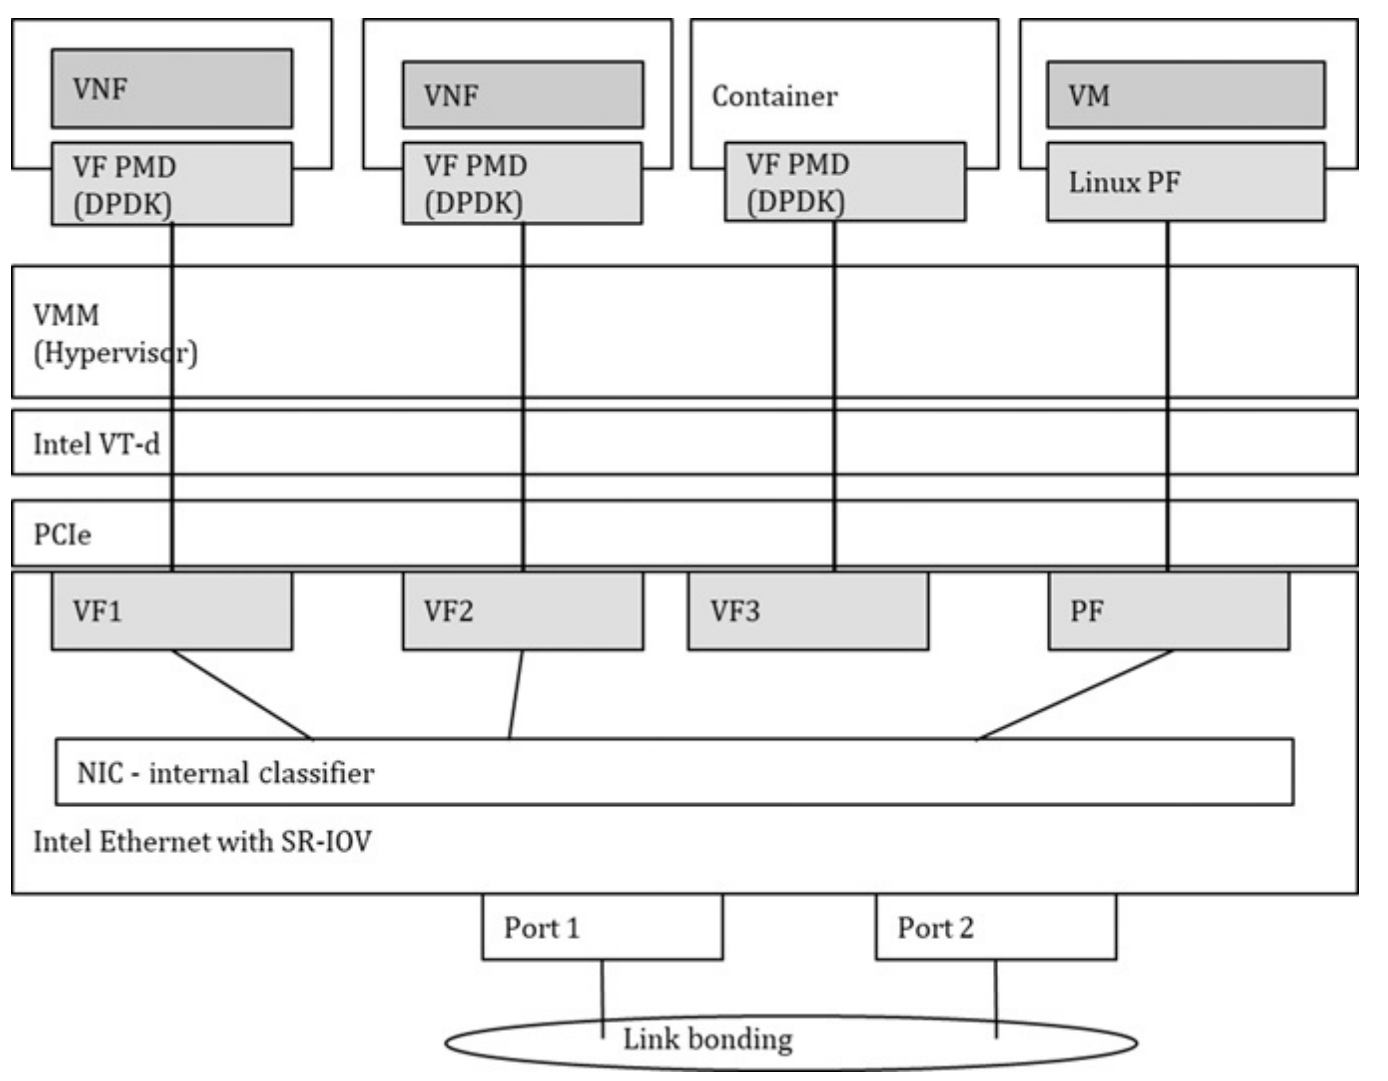 VNF
VNF
Container
VM
VF PMD
(DPDK)
VF PMD
(DPDK)
VF PMD
(DPDK)
Linux PF
VMM
(Hypervisor)
Intel VT-d
PCIe
VF1
VF2
VF3
PF
NIC - internal classifier
Intel Ethernet with SR-IOV
Port 1
Port 2
Link bonding